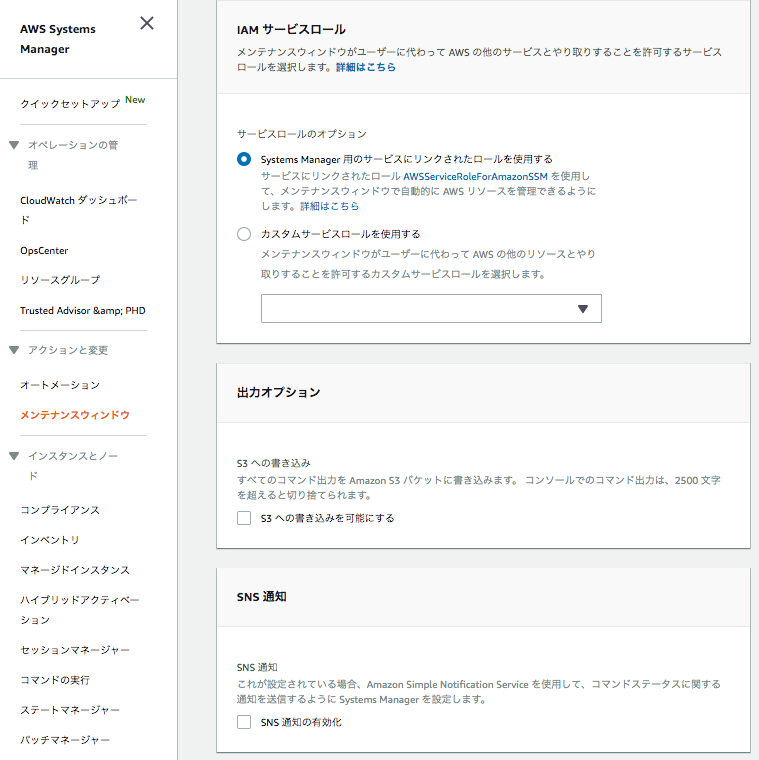 AWS Systems
Manager
クイックセットアップ New
オペレーションの管
理
CloudWatch ダッシュボー
ド
OpsCenter
リソースグループ
Trusted Advisor &amp; PHD
アクションと変更
オートメーション
メンテナンスウィンドウ
インスタンスとノー
ド
コンプライアンス
インベントリ
マネージドインスタンス
ハイブリッドアクティベー
ション
セッションマネージャー
コマンドの実行
ステートマネージャー
パッチマネージャー
IAM サービスロール
メンテナンスウィンドウがユーザーに代わって AWS の他のサービスとやり取りすることを許可するサービス
ロールを選択します。詳細はこちら
サービスロールのオプション
Systems Manager 用のサービスにリンクされたロールを使用する
サービスにリンクされたロール AWSServiceRoleForAmazonSSM を使用し
て、メンテナンスウィンドウで自動的に AWS リソースを管理できるように
します。詳細はこちら
カスタムサービスロールを使用する
メンテナンスウィンドウがユーザーに代わって AWS の他のリソースとやり
取りすることを許可するカスタムサービスロールを選択します。
出力オプション
S3 への書き込み
すべてのコマンド出力を Amazon S3 バケットに書き込みます。 コンソールでのコマンド出力は、2500 文字
を超えると切り捨てられます。
S3 への書き込みを可能にする
SNS 通知
SNS 通知
これが設定されている場合、Amazon Simple Notification Service を使用して、コマンドステータスに関する
通知を送信するように Systems Manager を設定します。
SNS 通知の有効化